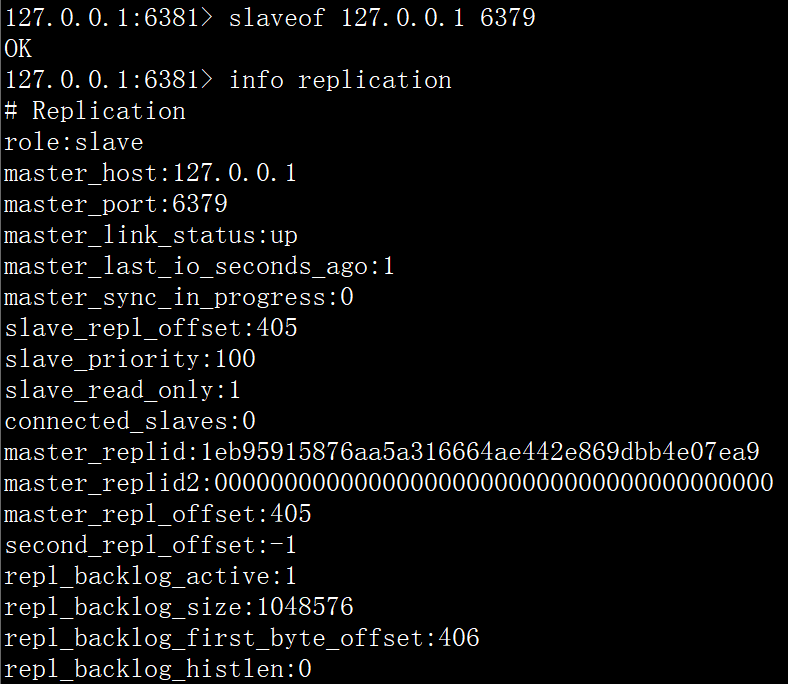 127.0.0.1:6381> slaveof 127.0.0.1 6379
OK
127.0.0.1:6381> info replication
# Replication
role:slave
master_host:127.0.0.1
master_port:6379
master_link_status:up
master_last_io_seconds_ago:1
master_sync_in_progress:0
slave_repl_offset:405
slave_priority:100
slave_read_only:1
connected_slaves:0
master_replid:1eb95915876aa5a316664ae442e869dbb4e07ea9
master_replid2:0000000000000000000000000000000000000000
master_repl_offset:405
second_repl_offset:-1
repl_backlog_active:1
repl_backlog_size:1048576
repl_backlog_first_byte_offset:406
repl_backlog_histlen:0